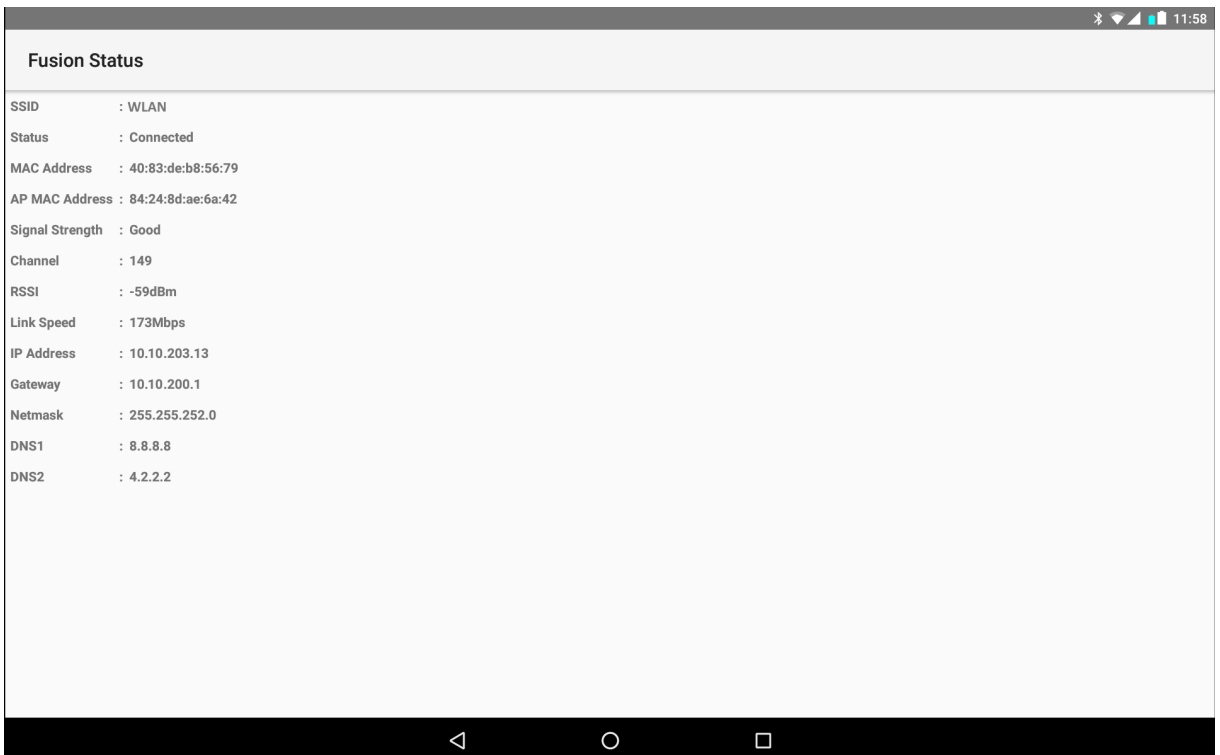 11:58
Fusion Status
SSID : WLAN
Status : Connected
MAC Address : 40:83:de:b8:56:79
AP MAC Address : 84:24:8d:ae:6a:42
Signal Strength : Good
Channel : 149
RSSI : -59dBm
Link Speed : 173Mbps
IP Address : 10.10.203.13
Gateway : 10.10.200.1
Netmask : 255.255.252.0
DNS1 : 8.8.8.8
DNS2 : 4.2.2.2